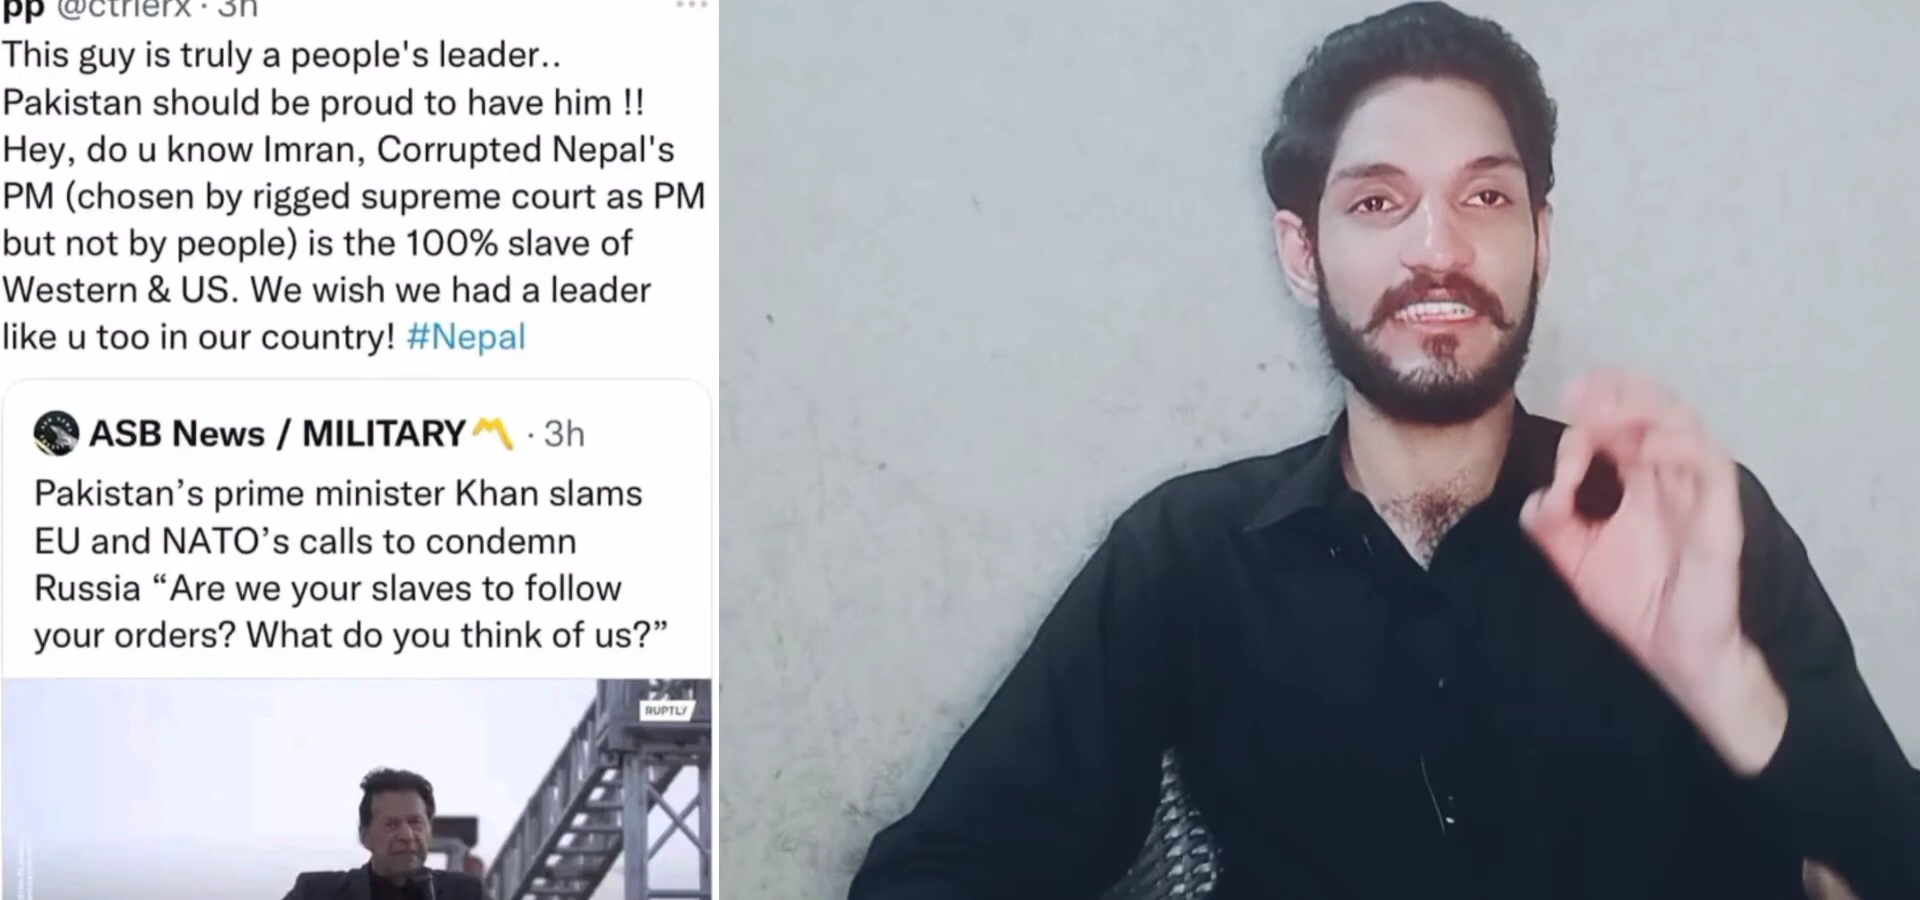 pp @ctrlerx · 3h
This guy is truly a people's leader..
Pakistan should be proud to have him !!
Hey, do u know Imran, Corrupted Nepal's
PM (chosen by rigged supreme court as PM
but not by people) is the 100% slave of
Western & US. We wish we had a leader
like u too in our country! #Nepal
ASB News / MILITARY · 3h
Pakistan’s prime minister Khan slams
EU and NATO’s calls to condemn
Russia “Are we your slaves to follow
your orders? What do you think of us?”
RUPTLY